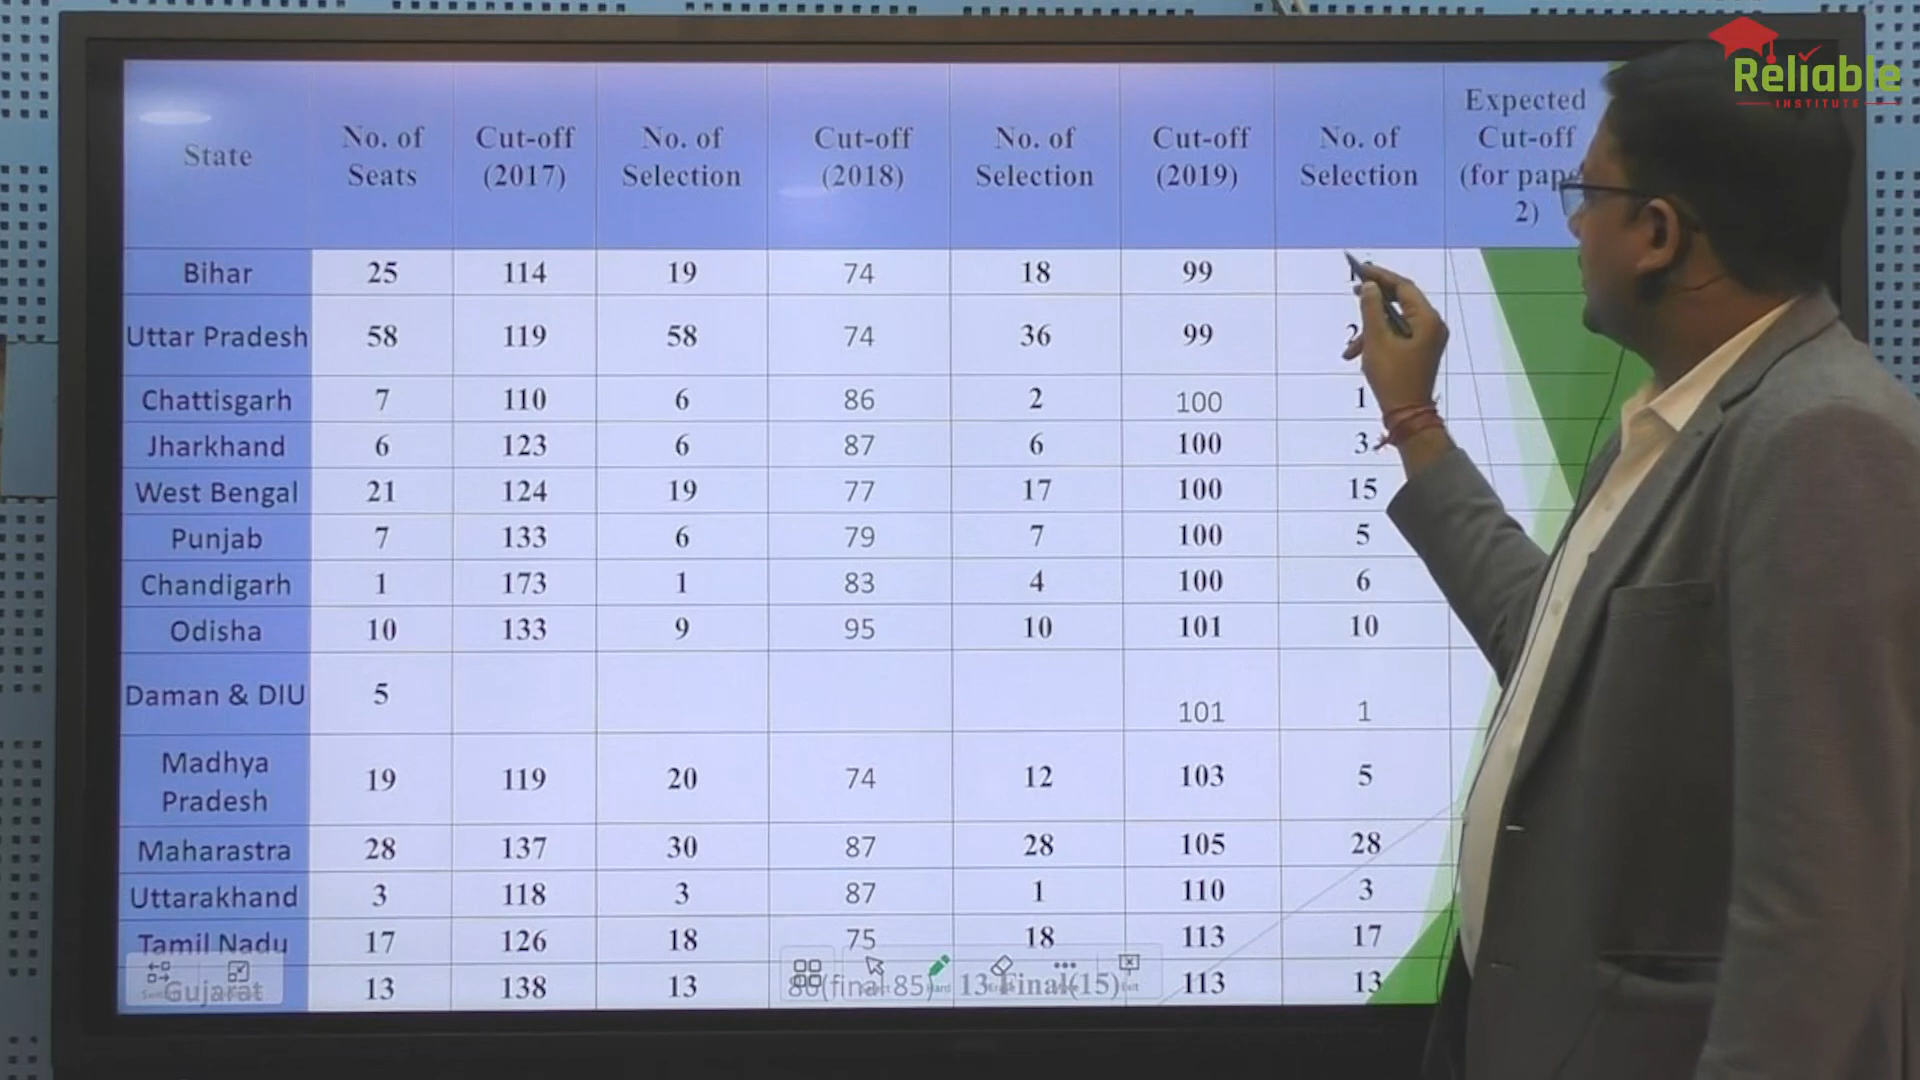 Reliable
INSTITUTE
State No. of Seats Cut-off (2017) No. of Selection Cut-off (2018) No. of Selection Cut-off (2019) No. of Selection Expected Cut-off (for 2)
Bihar 25 114 19 74 18 99
Uttar Pradesh 58 119 58 74 36 99
Chattisgarh 7 110 6 86 2 100 1
Jharkhand 6 123 6 87 6 100 3
West Bengal 21 124 19 77 17 100 15
Punjab 7 133 6 79 7 100 5
Chandigarh 1 173 1 83 4 100 6
Odisha 10 133 9 95 10 101 10
Daman & DIU 5 101 1
Madhya Pradesh 19 119 20 74 12 103 5
Maharastra 28 137 30 87 28 105 28
Uttarakhand 3 118 3 87 1 110 3
Tamil Nadu 17 126 18 75 18 113 17
Gujarat 13 138 13 86(final 85) 13 Final(15) 113 13